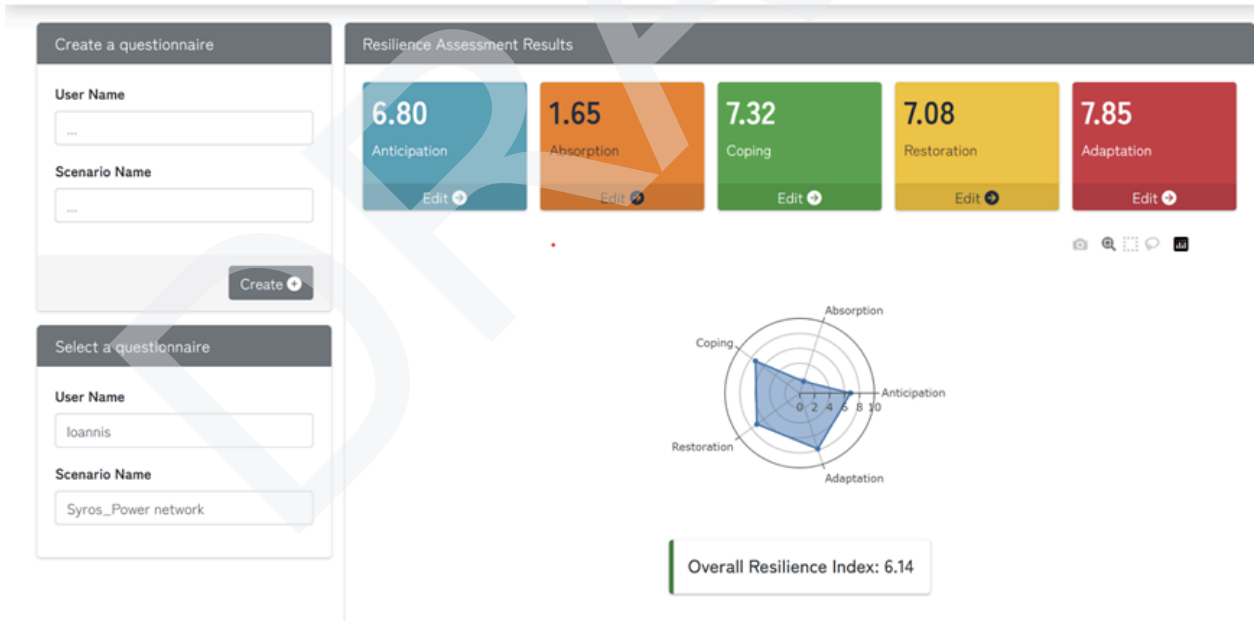 Create a questionnaire
User Name
...
Scenario Name
...
Create
Select a questionnaire
User Name
Ioannis
Scenario Name
Syros_Power network
Resilience Assessment Results
6.80
Anticipation
Edit
1.65
Absorption
Edit
7.32
Coping
Edit
7.08
Restoration
Edit
7.85
Adaptation
Edit
Absorption
Coping
Anticipation
0 2 4 6 8 10
Restoration
Adaptation
Overall Resilience Index: 6.14
DRA